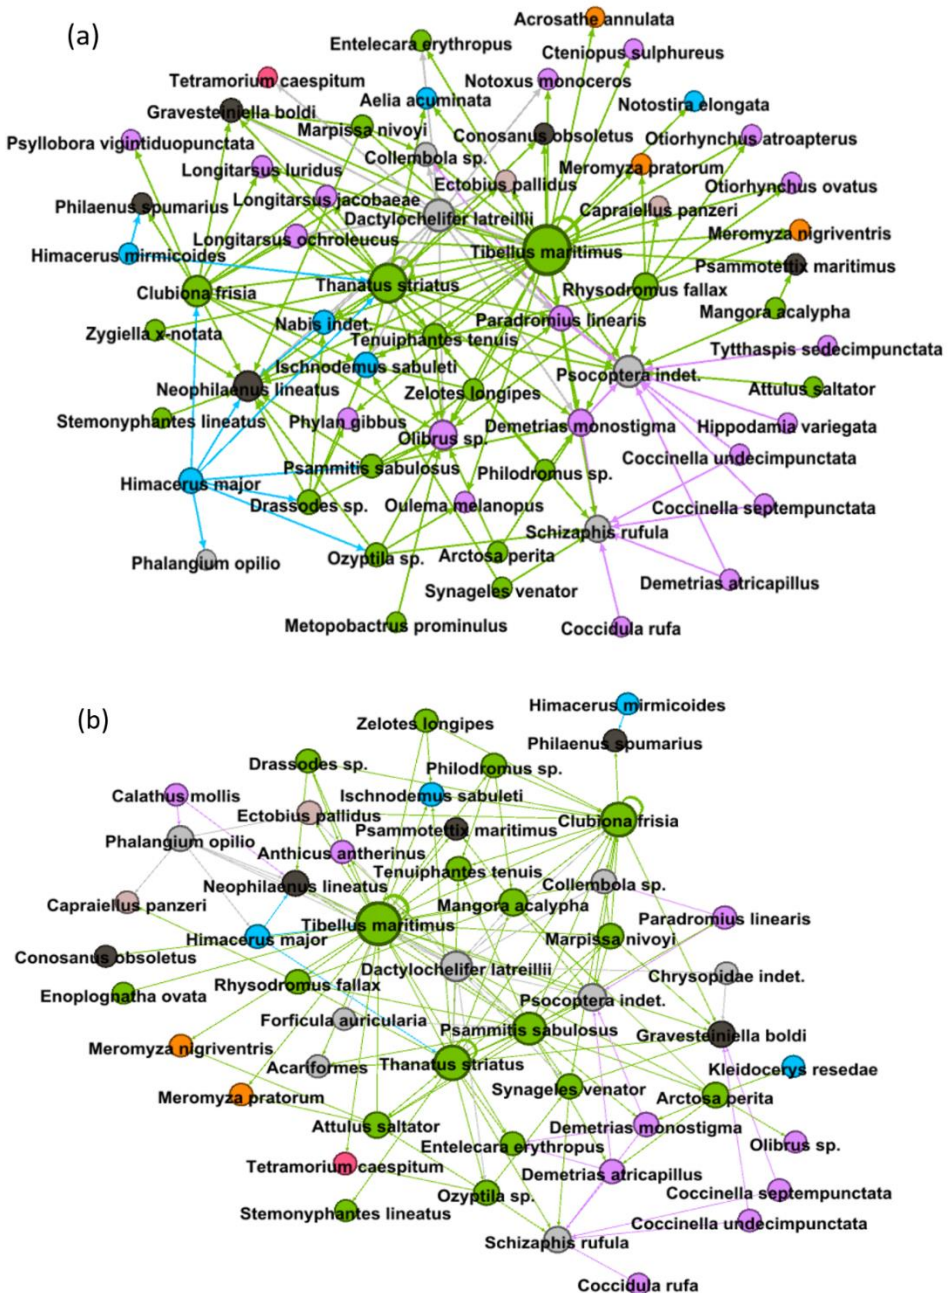 (a)
Acrosathe annulata
Entelecara erythropus
Cteniopus sulphureus
Tetramorium caespitum
Notoxus monoceros
Aelia acuminata
Notostira elongata
Gravesteiniella boldi
Marpissa nivoyi
Conosanus obsoletus
Otiorhynchus atroapterus
Psyllobora vigintiduopunctata
Collembola sp.
Longitarsus luridus
Meromyza pratorum
Ectobius pallidus
Otiorhynchus ovatus
Philaenus spumarius
Longitarsus jacobaeae
Capraiellus panzeri
Dactylochelifer latreillii
Longitarsus ochroleucus
Meromyza nigriventris
Himacerus mirmicoides
Tibellus maritimus
Psammotettix maritimus
Clubiona frisia
Thanatus striatus
Rhysodromus fallax
Mangora acalypha
Zygiella x-notata
Nabis indet.
Paradromius linearis
Tenuiphantes tenuis
Tytthaspis sedecimpunctata
Ischnodemus sabuleti
Psocoptera indet.
Neophilaenus lineatus
Zelotes longipes
Attulus saltator
Stemonyphantes lineatus
Phylan gibbus
Demetrias monostigma
Hippodamia variegata
Olibrus sp.
Coccinella undecimpunctata
Psammitis sabulosus
Philodromus sp.
Himacerus major
Drassodes sp.
Oulema melanopus
Coccinella septempunctata
Schizaphis rufula
Phalangium opilio
Ozyptila sp.
Arctosa perita
Demetrias atricapillus
Synageles venator
Metopobactrus prominulus
Coccidula rufa
(b)
Himacerus mirmicoides
Zelotes longipes
Philaenus spumarius
Drassodes sp.
Philodromus sp.
Calathus mollis
Ischnodemus sabuleti
Ectobius pallidus
Clubiona frisia
Phalangium opilio
Psammotettix maritimus
Anthicus antherinus
Tenuiphantes tenuis
Neophilaenus lineatus
Collembola sp.
Capraiellus panzeri
Mangora acalypha
Tibellus maritimus
Paradromius linearis
Himacerus major
Marpissa nivoyi
Conosanus obsoletus
Dactylochelifer latreillii
Chrysopidae indet.
Rhysodromus fallax
Enoplognatha ovata
Psocoptera indet.
Forficula auricularia
Psammitis sabulosus
Gravesteiniella boldi
Meromyza nigriventris
Acariformes
Thanatus striatus
Kleidocerys resedae
Synageles venator
Meromyza pratorum
Arctosa perita
Attulus saltator
Demetrias monostigma
Entelecara erythropus
Olibrus sp.
Tetramorium caespitum
Demetrias atricapillus
Ozyptila sp.
Coccinella septempunctata
Stemonyphantes lineatus
Coccinella undecimpunctata
Schizaphis rufula
Coccidula rufa